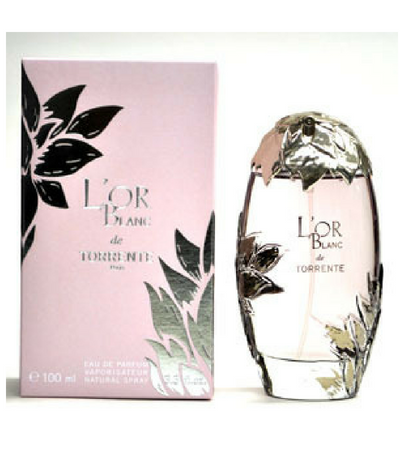 L'OR
BLANC
de
TORRENTE
PARIS
EAU DE PARFUM
VAPORISATEUR
NATURAL SPRAY
℮ 100 ml
L'OR
BLANC
de
TORRENTE